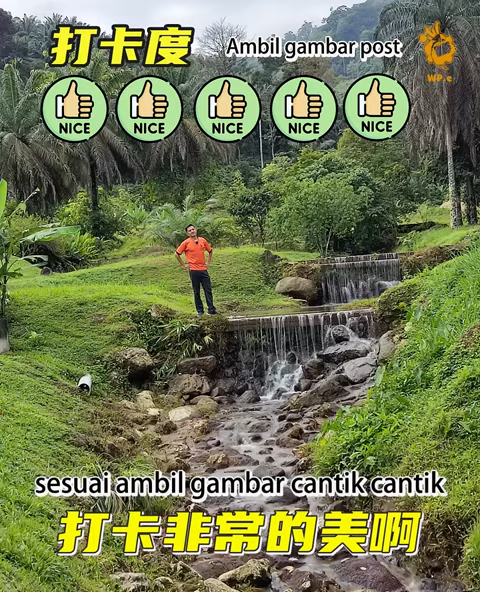 打卡度
Ambil gambar post
WP.c
NICE NICE NICE NICE NICE
sesuai ambil gambar cantik cantik
打卡非常的美啊